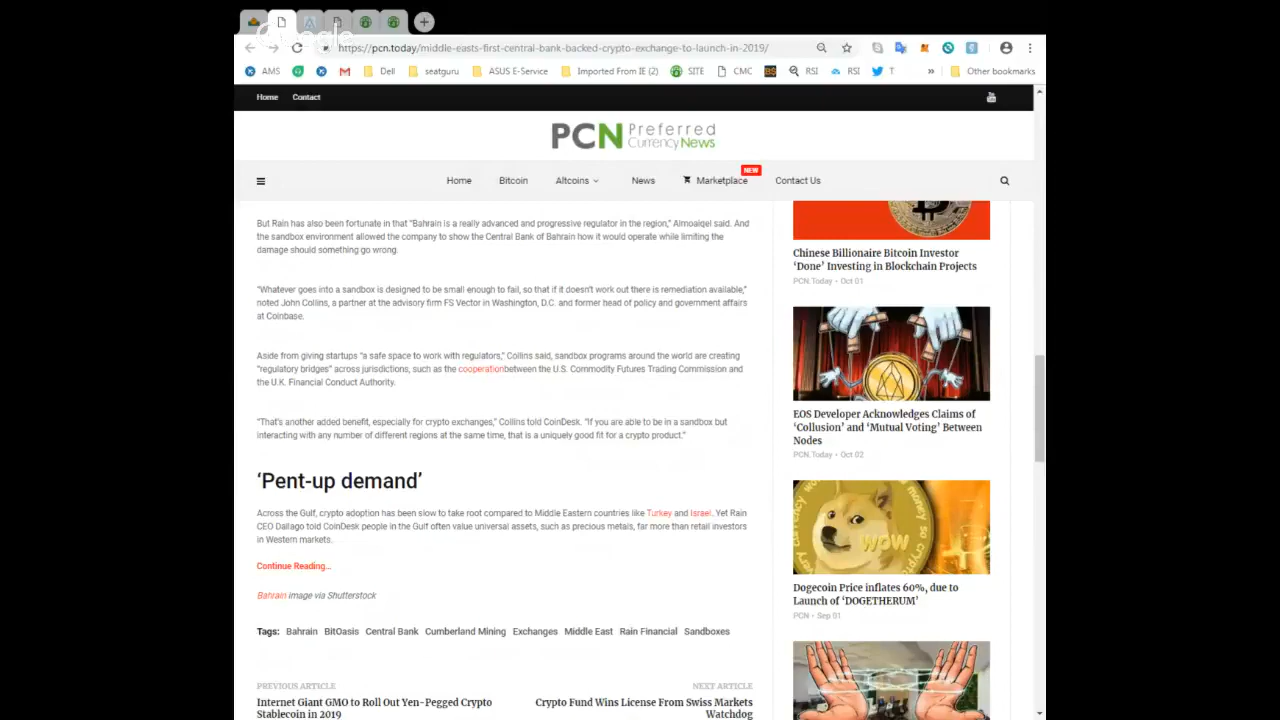 Google
https://pcn.today/middle-easts-first-central-bank-backed-crypto-exchange-to-launch-in-2019/
AMS
Dell
seatguru
ASUS E-Service
Imported From IE (2)
SITE
CMC
BS
RSI
RSI
T
»
Other bookmarks
Home
Contact
PCN Preferred
CurrencyNews
Home
Bitcoin
Altcoins
News
Marketplace
NEW
Contact Us
But Rain has also been fortunate in that "Bahrain is a really advanced and progressive regulator in the region," Almoaiqel said. And
the sandbox environment allowed the company to show the Central Bank of Bahrain how it would operate while limiting the
damage should something go wrong.
"Whatever goes into a sandbox is designed to be small enough to fail, so that if it doesn't work out there is remediation available,"
noted John Collins, a partner at the advisory firm FS Vector in Washington, D.C. and former head of policy and government affairs
at Coinbase.
Aside from giving startups "a safe space to work with regulators," Collins said, sandbox programs around the world are creating
"regulatory bridges" across jurisdictions, such as the cooperationbetween the U.S. Commodity Futures Trading Commission and
the U.K. Financial Conduct Authority.
"That's another added benefit, especially for crypto exchanges," Collins told CoinDesk. "If you are able to be in a sandbox but
interacting with any number of different regions at the same time, that is a uniquely good fit for a crypto product."
'Pent-up demand'
Across the Gulf, crypto adoption has been slow to take root compared to Middle Eastern countries like Turkey and Israel. Yet Rain
CEO Dallago told CoinDesk people in the Gulf often value universal assets, such as precious metals, far more than retail investors
in Western markets.
Continue Reading...
Bahrain image via Shutterstock
Tags: Bahrain BitOasis Central Bank Cumberland Mining Exchanges Middle East Rain Financial Sandboxes
PREVIOUS ARTICLE
Internet Giant GMO to Roll Out Yen-Pegged Crypto
Stablecoin in 2019
NEXT ARTICLE
Crypto Fund Wins License From Swiss Markets
Watchdog
Chinese Billionaire Bitcoin Investor
'Done' Investing in Blockchain Projects
PCN.Today - Oct 01
EOS Developer Acknowledges Claims of
'Collusion' and 'Mutual Voting' Between
Nodes
PCN.Today - Oct 02
WOW
Dogecoin Price inflates 60%, due to
Launch of 'DOGETHERUM'
PCN - Sep 01